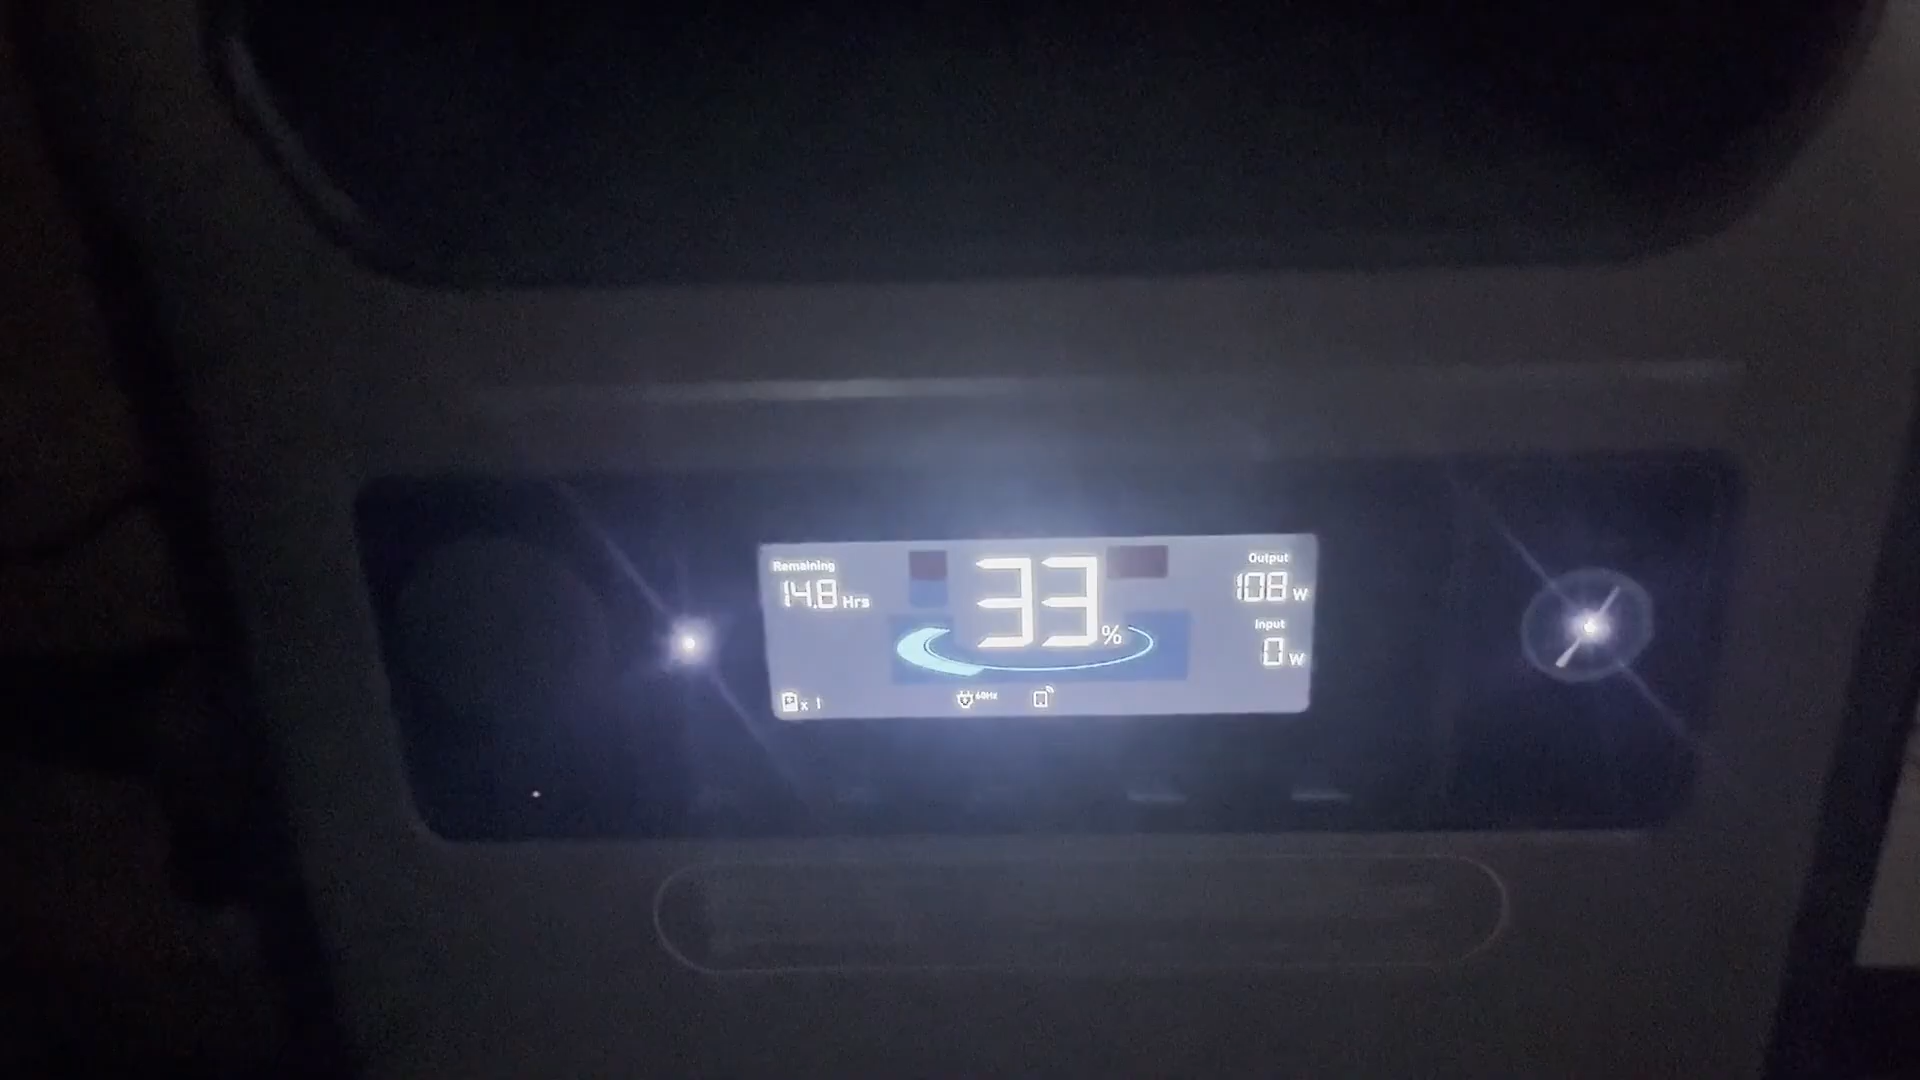 Remaining
14.8 Hrs
33%
Output
108 W
Input
0 W
x 1
60Hz